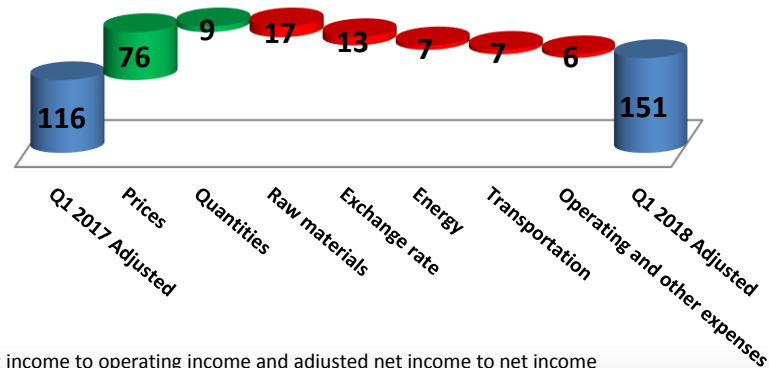 116
76
9
17
13
7
7
6
151
Q1 2017 Adjusted
Prices
Quantities
Raw materials
Exchange rate
Energy
Transportation
Operating and other expenses
Q1 2018 Adjusted
income to operating income and adjusted net income to net income